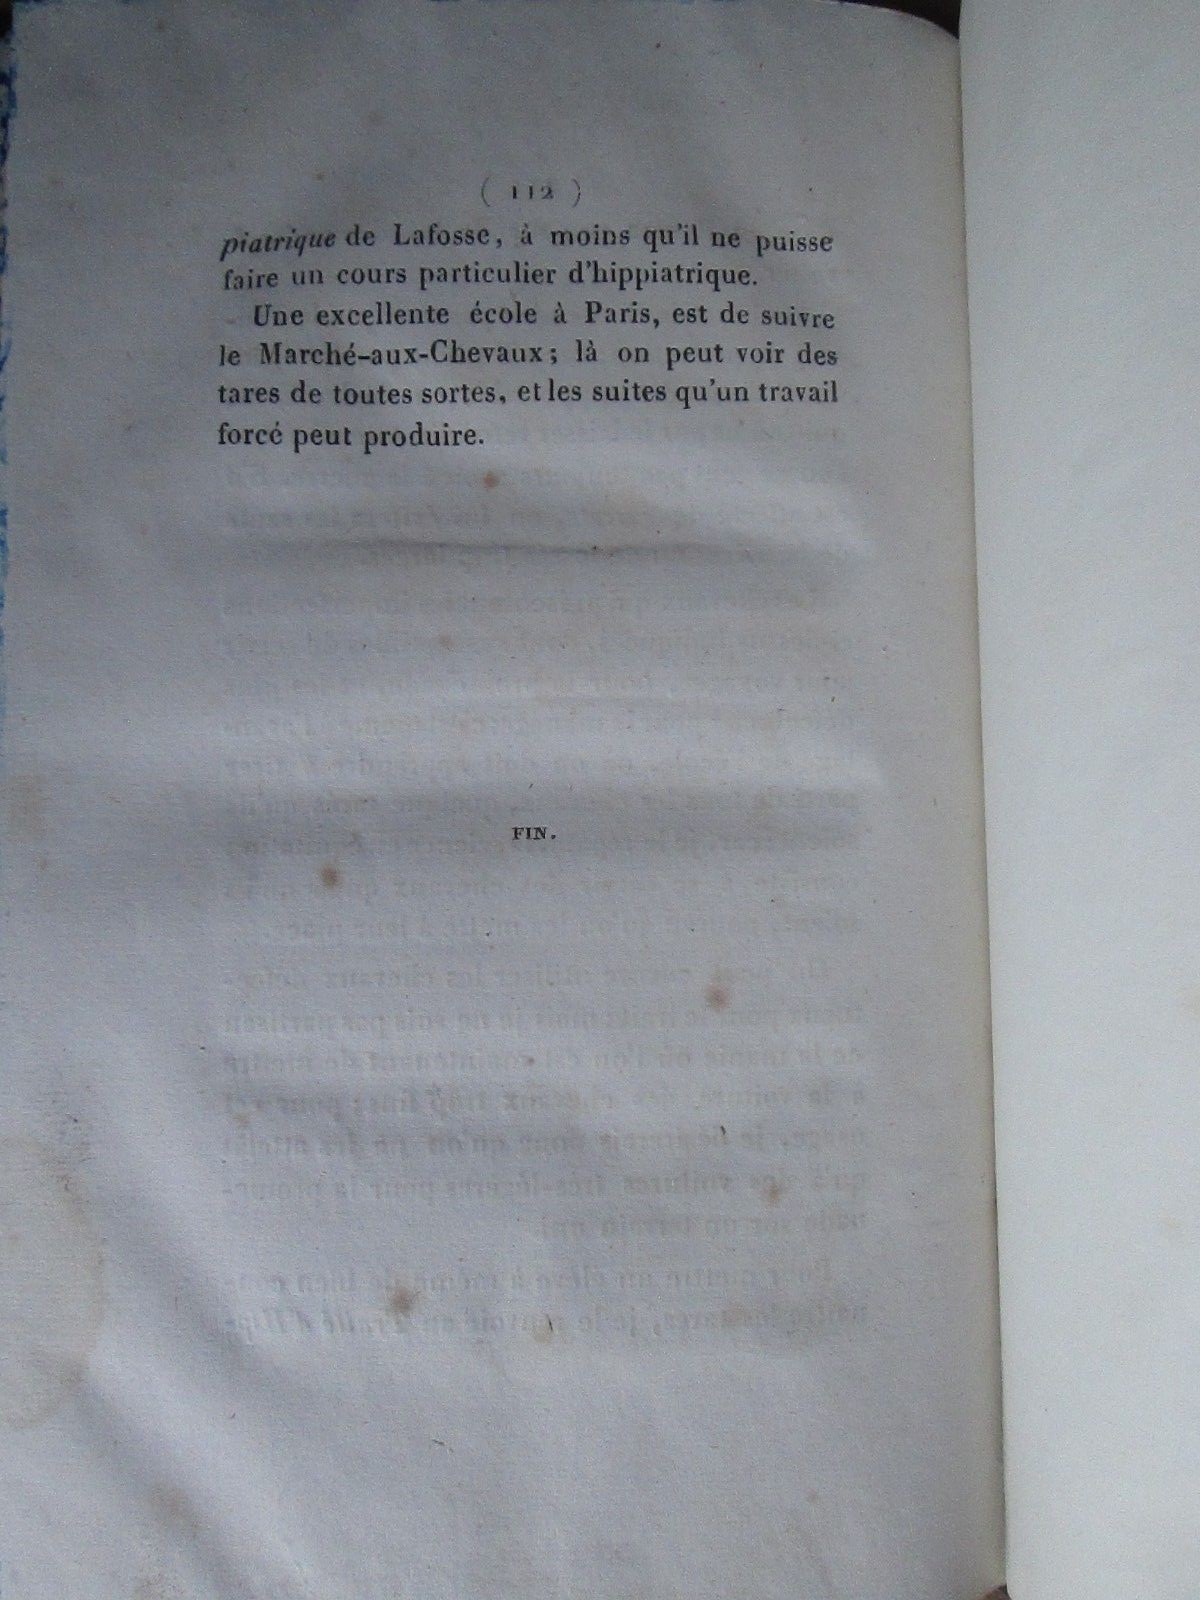 ( 112 )
piatrique de Lafosse, à moins qu'il ne puisse
faire un cours particulier d'hippiatrique.
Une excellente école à Paris, est de suivre
le Marché-aux-Chevaux; là on peut voir des
tares de toutes sortes, et les suites qu'un travail
forcé peut produire.
FIN.